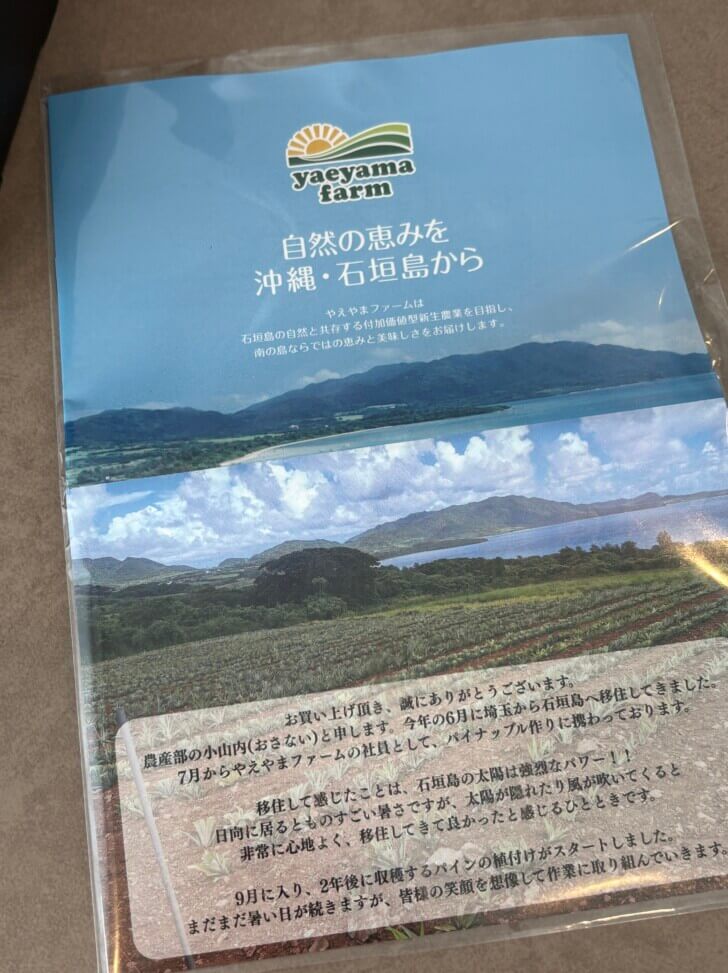 yaeyama
farm
自然の恵みを
沖縄・石垣島から
やえやまファームは
石垣島の自然と共存する付加価値型新生農業を目指し、
南の島ならではの恵みと美味しさをお届けします。
お買い上げ頂き、誠にありがとうございます。
農産部の小山内(おさない)と申します。今年の6月に埼玉から石垣島へ移住してきました。
7月からやえやまファームの社員として、パイナップル作りに携わっております。
移住して感じたことは、石垣島の太陽は強烈なパワー！！
日向に居るとものすごい暑さですが、太陽が隠れたり風が吹いてくると
非常に心地よく、移住してきて良かったと感じるひとときです。
9月に入り、2年後に収穫するパインの植付けがスタートしました。
まだまだ暑い日が続きますが、皆様の笑顔を想像して作業に取り組んでいきます。